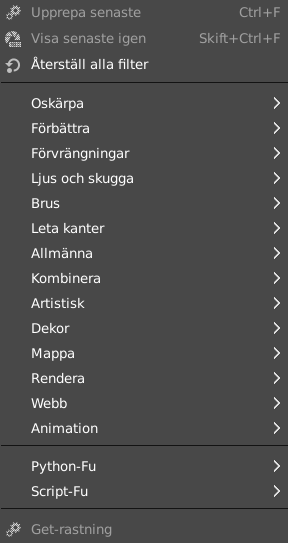 Upprepa senaste Ctrl+F
Visa senaste igen Skift+Ctrl+F
Återställ alla filter
Oskärpa
Förbättra
Förvrängningar
Ljus och skugga
Brus
Leta kanter
Allmänna
Kombinera
Artistisk
Dekor
Mappa
Rendera
Webb
Animation
Python-Fu
Script-Fu
Get-rastning